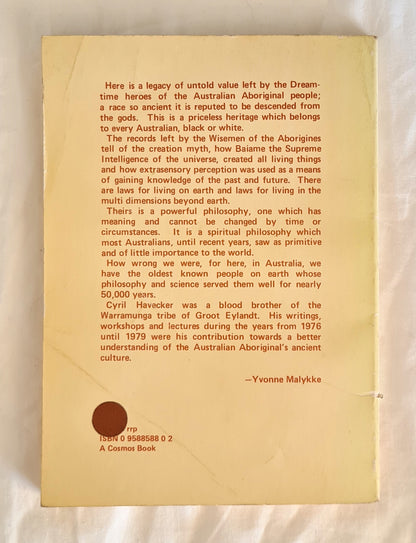 Here is a legacy of untold value left by the Dream-
time heroes of the Australian Aboriginal people;
a race so ancient it is reputed to be descended from
the gods. This is a priceless heritage which belongs
to every Australian, black or white.
The records left by the Wisemen of the Aborigines
tell of the creation myth, how Baiame the Supreme
Intelligence of the universe, created all living things
and how extrasensory perception was used as a means
of gaining knowledge of the past and future. There
are laws for living on earth and laws for living in the
multi dimensions beyond earth.
Theirs is a powerful philosophy, one which has
meaning and cannot be changed by time or
circumstances. It is a spiritual philosophy which
most Australians, until recent years, saw as primitive
and of little importance to the world.
How wrong we were, for here, in Australia, we
have the oldest known people on earth whose
philosophy and science served them well for nearly
50,000 years.
Cyril Havecker was a blood brother of the
Warramunga tribe of Groot Eylandt. His writings,
workshops and lectures during the years from 1976
until 1979 were his contribution towards a better
understanding of the Australian Aboriginal's ancient
culture.
—Yvonne Malykke
rrp
ISBN 0 9588588 0 2
A Cosmos Book